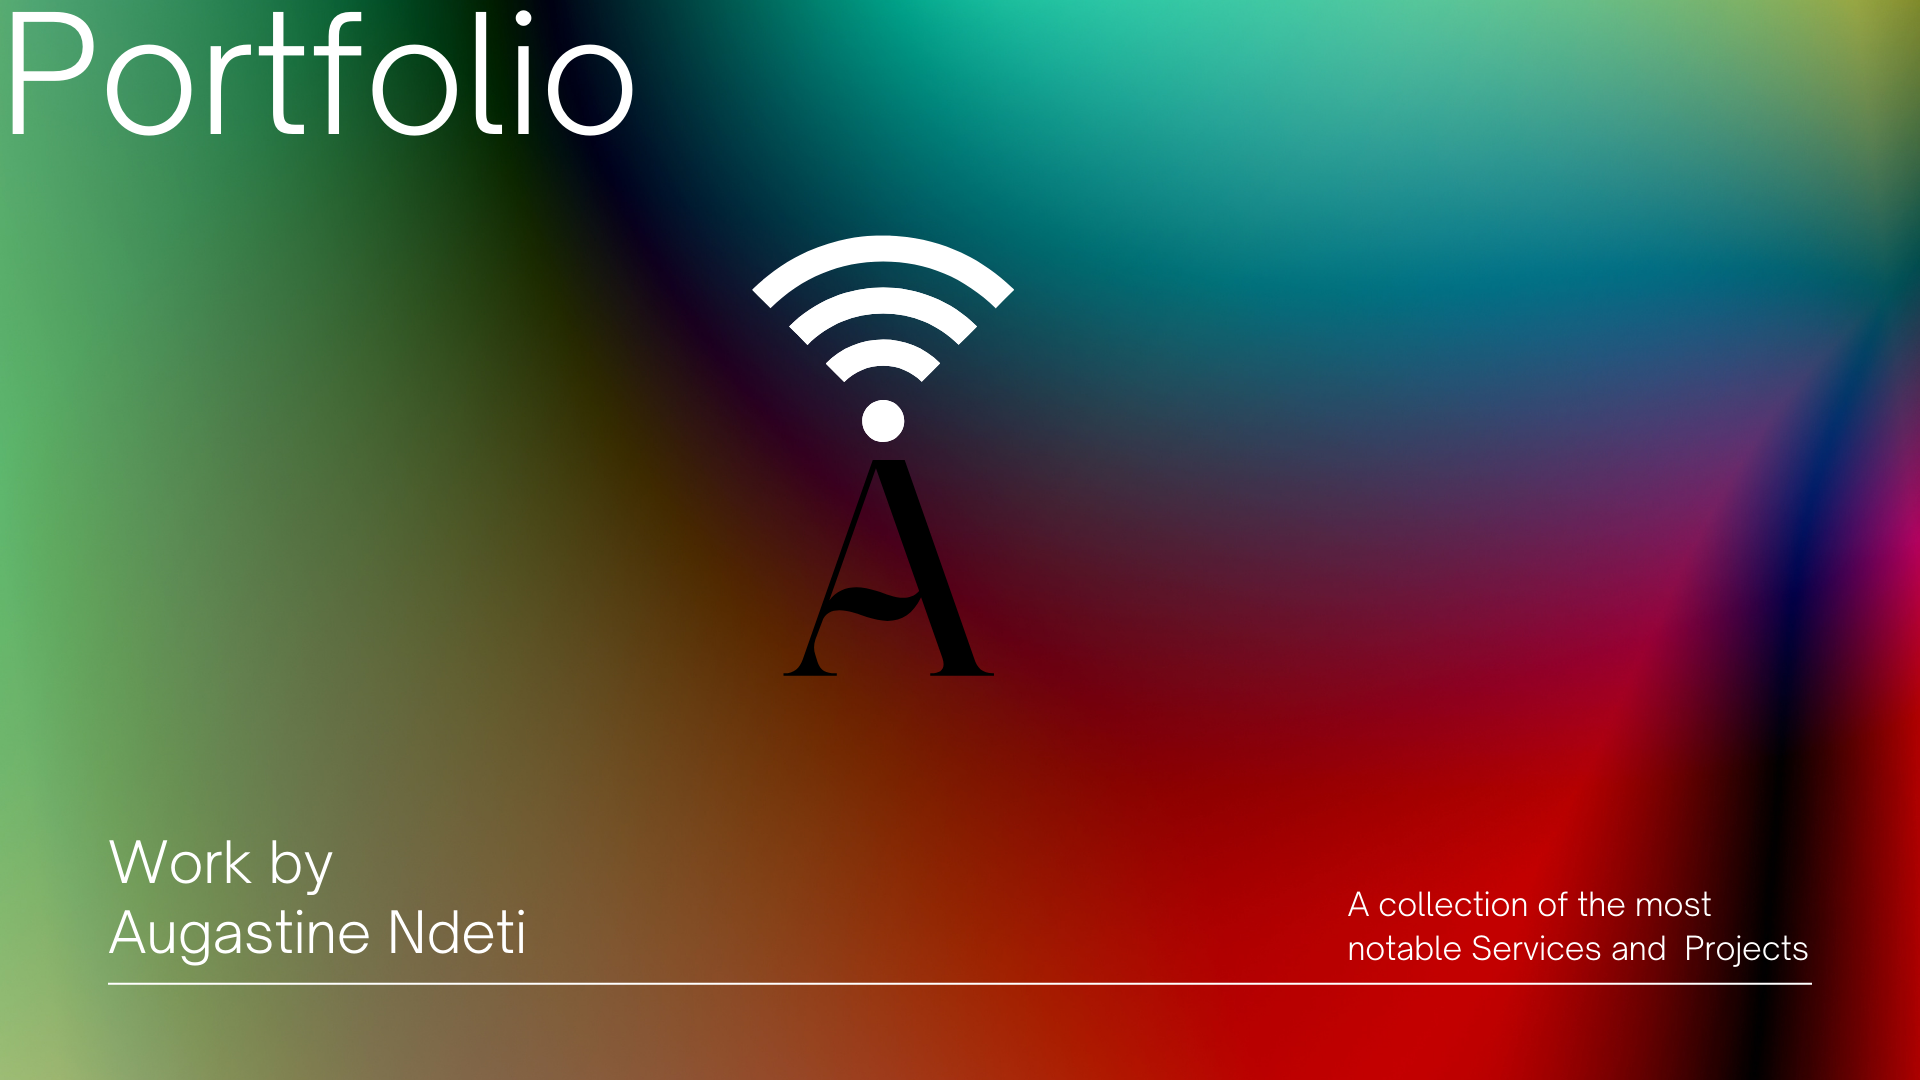 Portfolio
A
Work by
Augastine Ndeti
A collection of the most
notable Services and  Projects